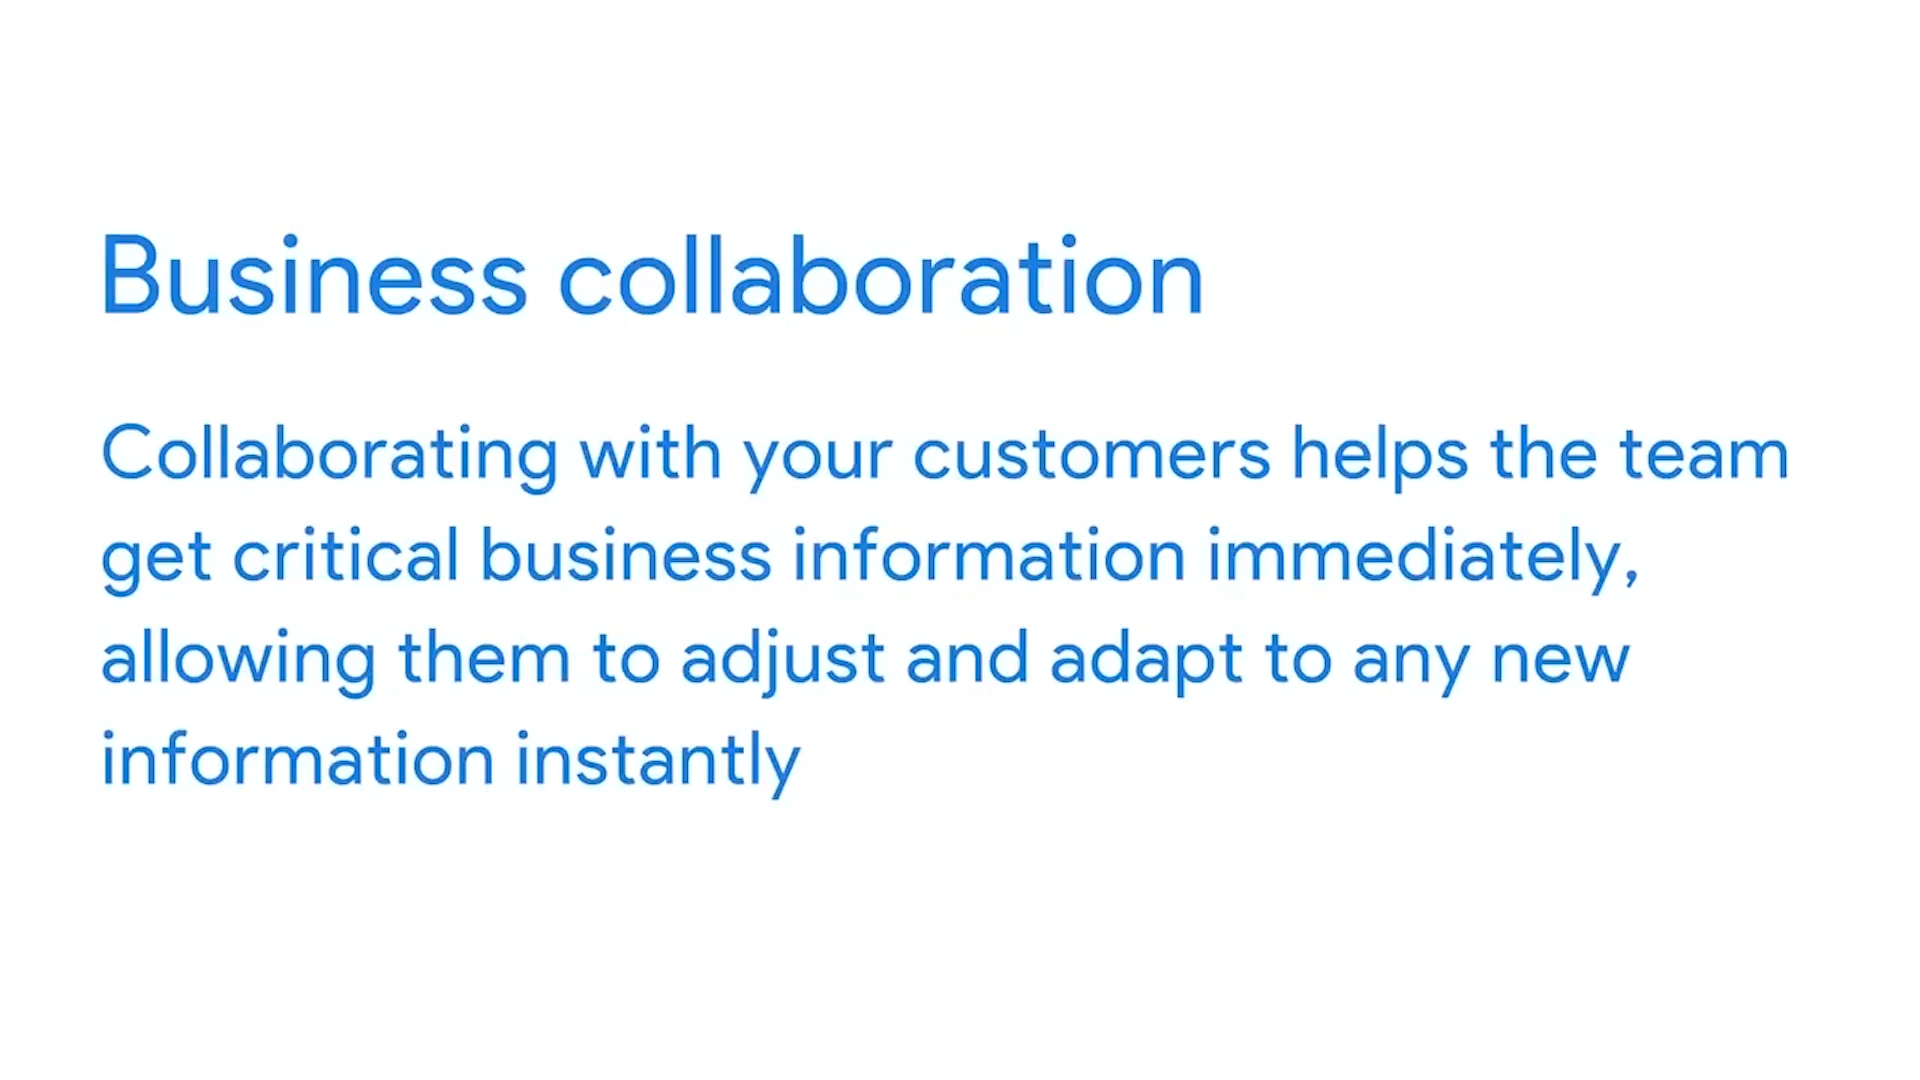 Business collaboration
Collaborating with your customers helps the team
get critical business information immediately,
allowing them to adjust and adapt to any new
information instantly